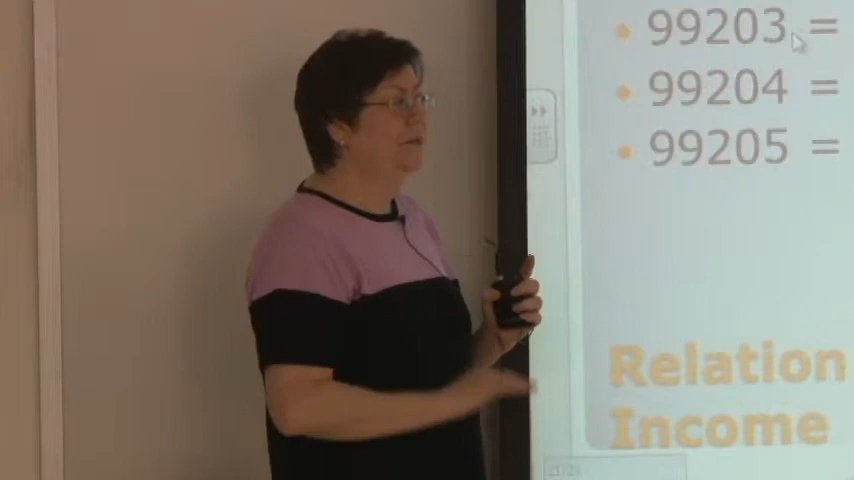 99203 =
99204 =
99205 =
Relation
Income